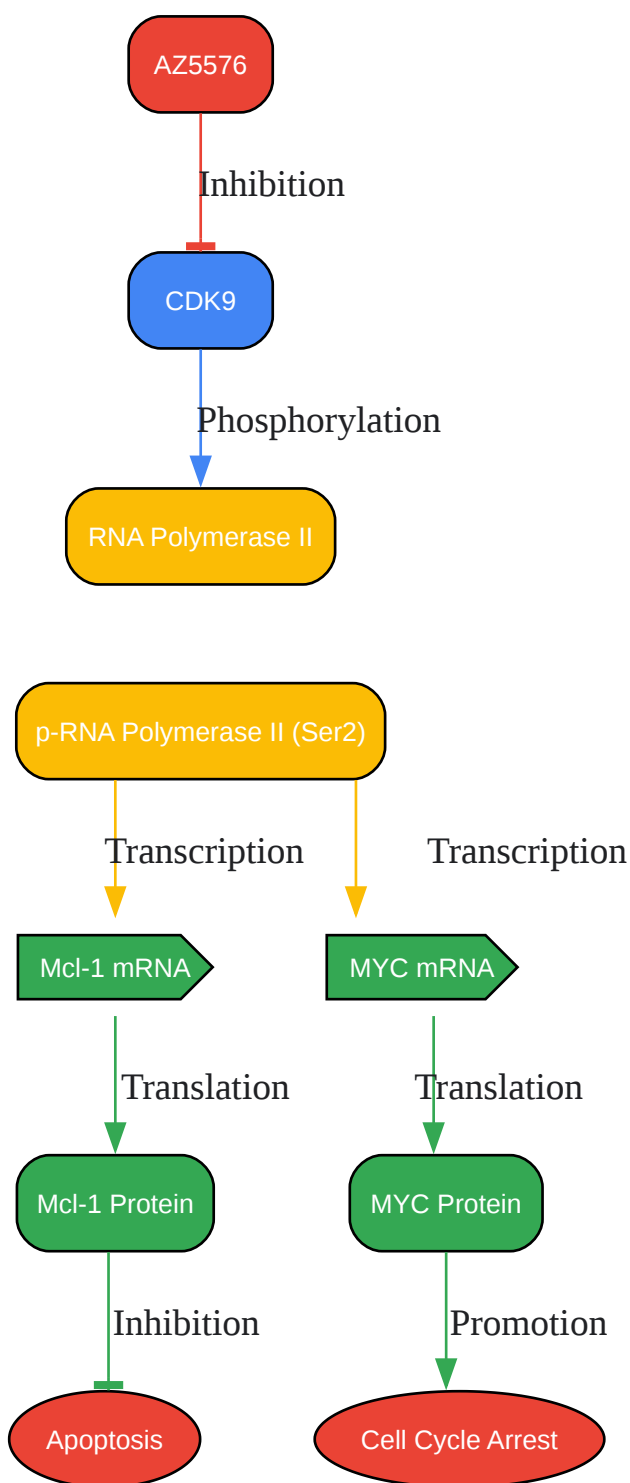 AZ5576
Inhibition
CDK9
Phosphorylation
RNA Polymerase II
p-RNA Polymerase II (Ser2)
Transcription
Transcription
Mcl-1 mRNA
MYC mRNA
Translation
Translation
Mcl-1 Protein
MYC Protein
Inhibition
Promotion
Apoptosis
Cell Cycle Arrest